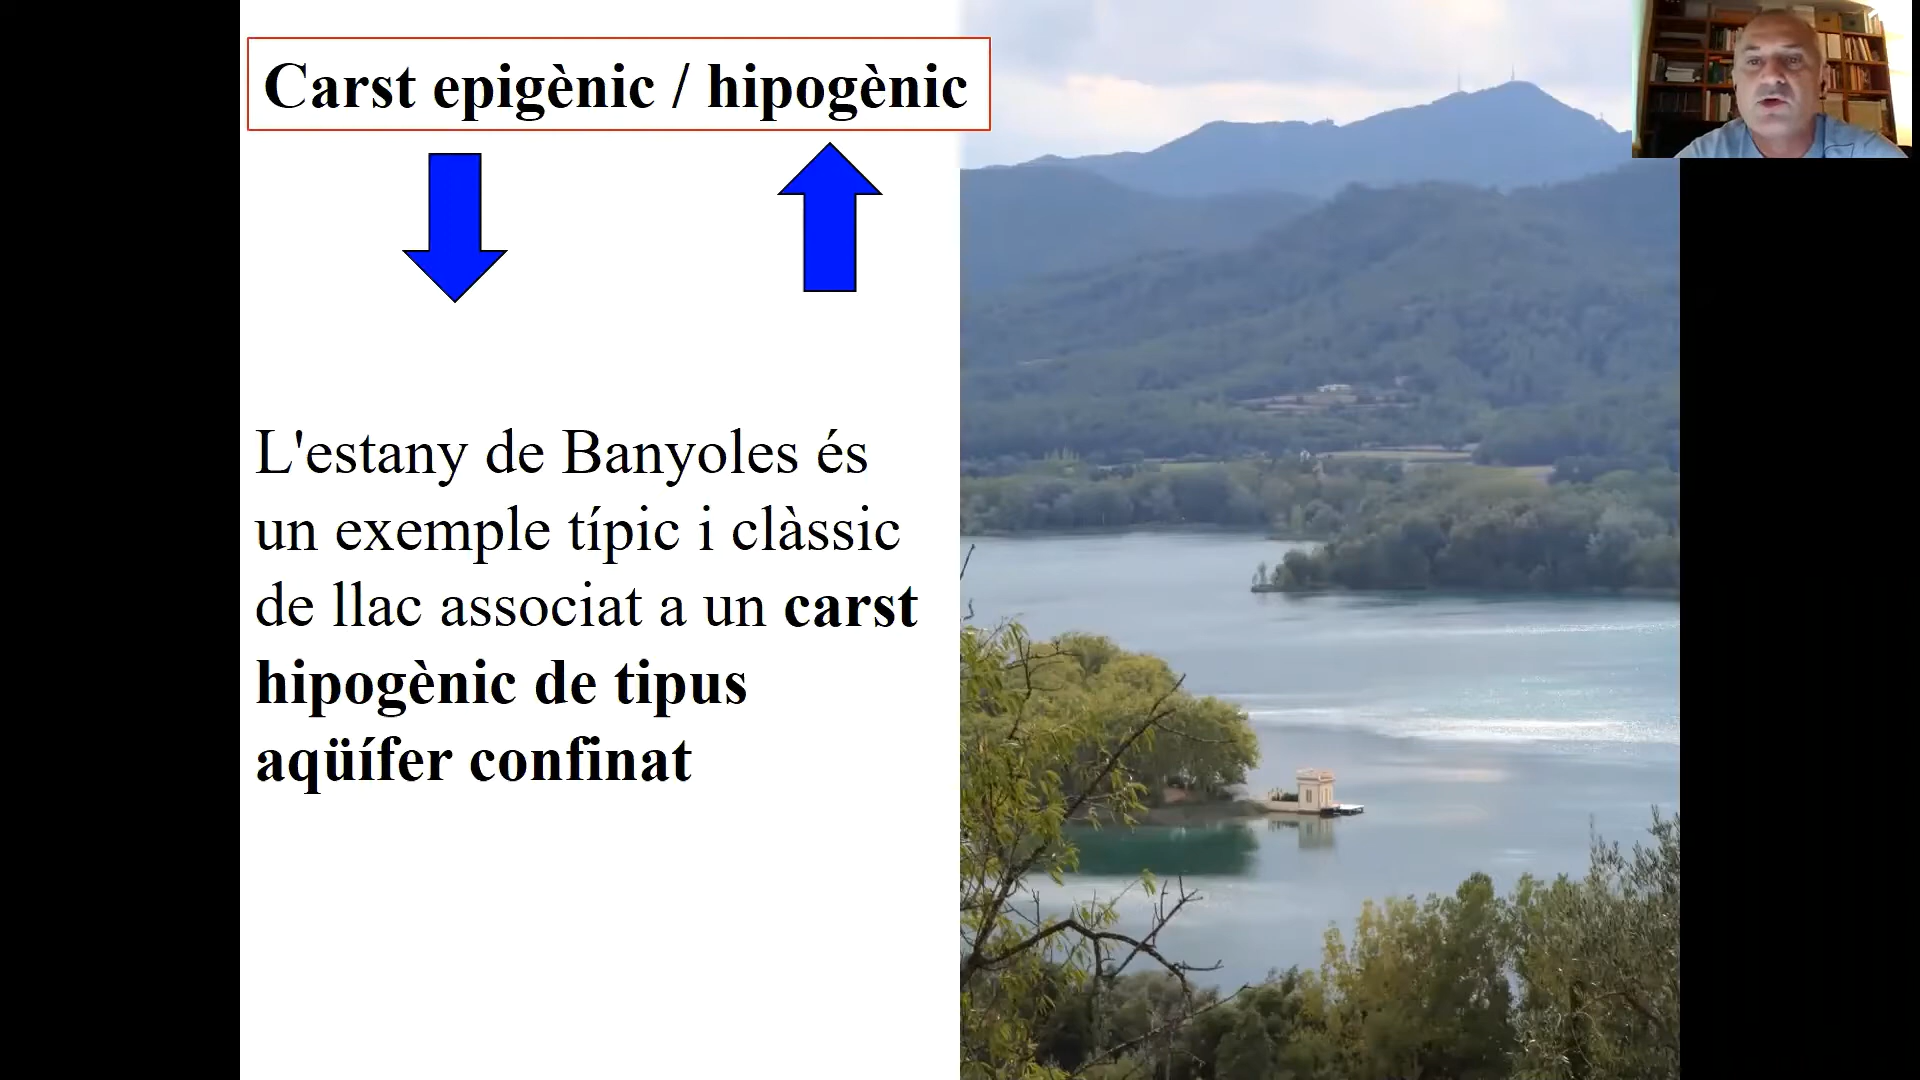 Carst epigènic / hipogènic
L'estany de Banyoles és
un exemple típic i clàssic
de llac associat a un carst
hipogènic de tipus
aqüífer confinat